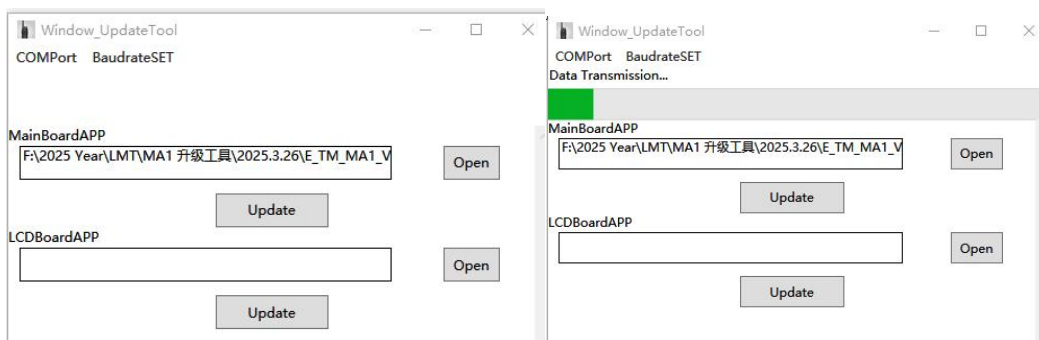 Window_UpdateTool
COMPort BaudrateSET
MainBoardAPP
F:\2025 Year\LMT\MA1 升级工具\2025.3.26\E_TM_MA1_V
Open
Update
LCDBoardAPP
Open
Update
Window_UpdateTool
COMPort BaudrateSET
Data Transmission...
MainBoardAPP
F:\2025 Year\LMT\MA1 升级工具\2025.3.26\E_TM_MA1_V
Open
Update
LCDBoardAPP
Open
Update